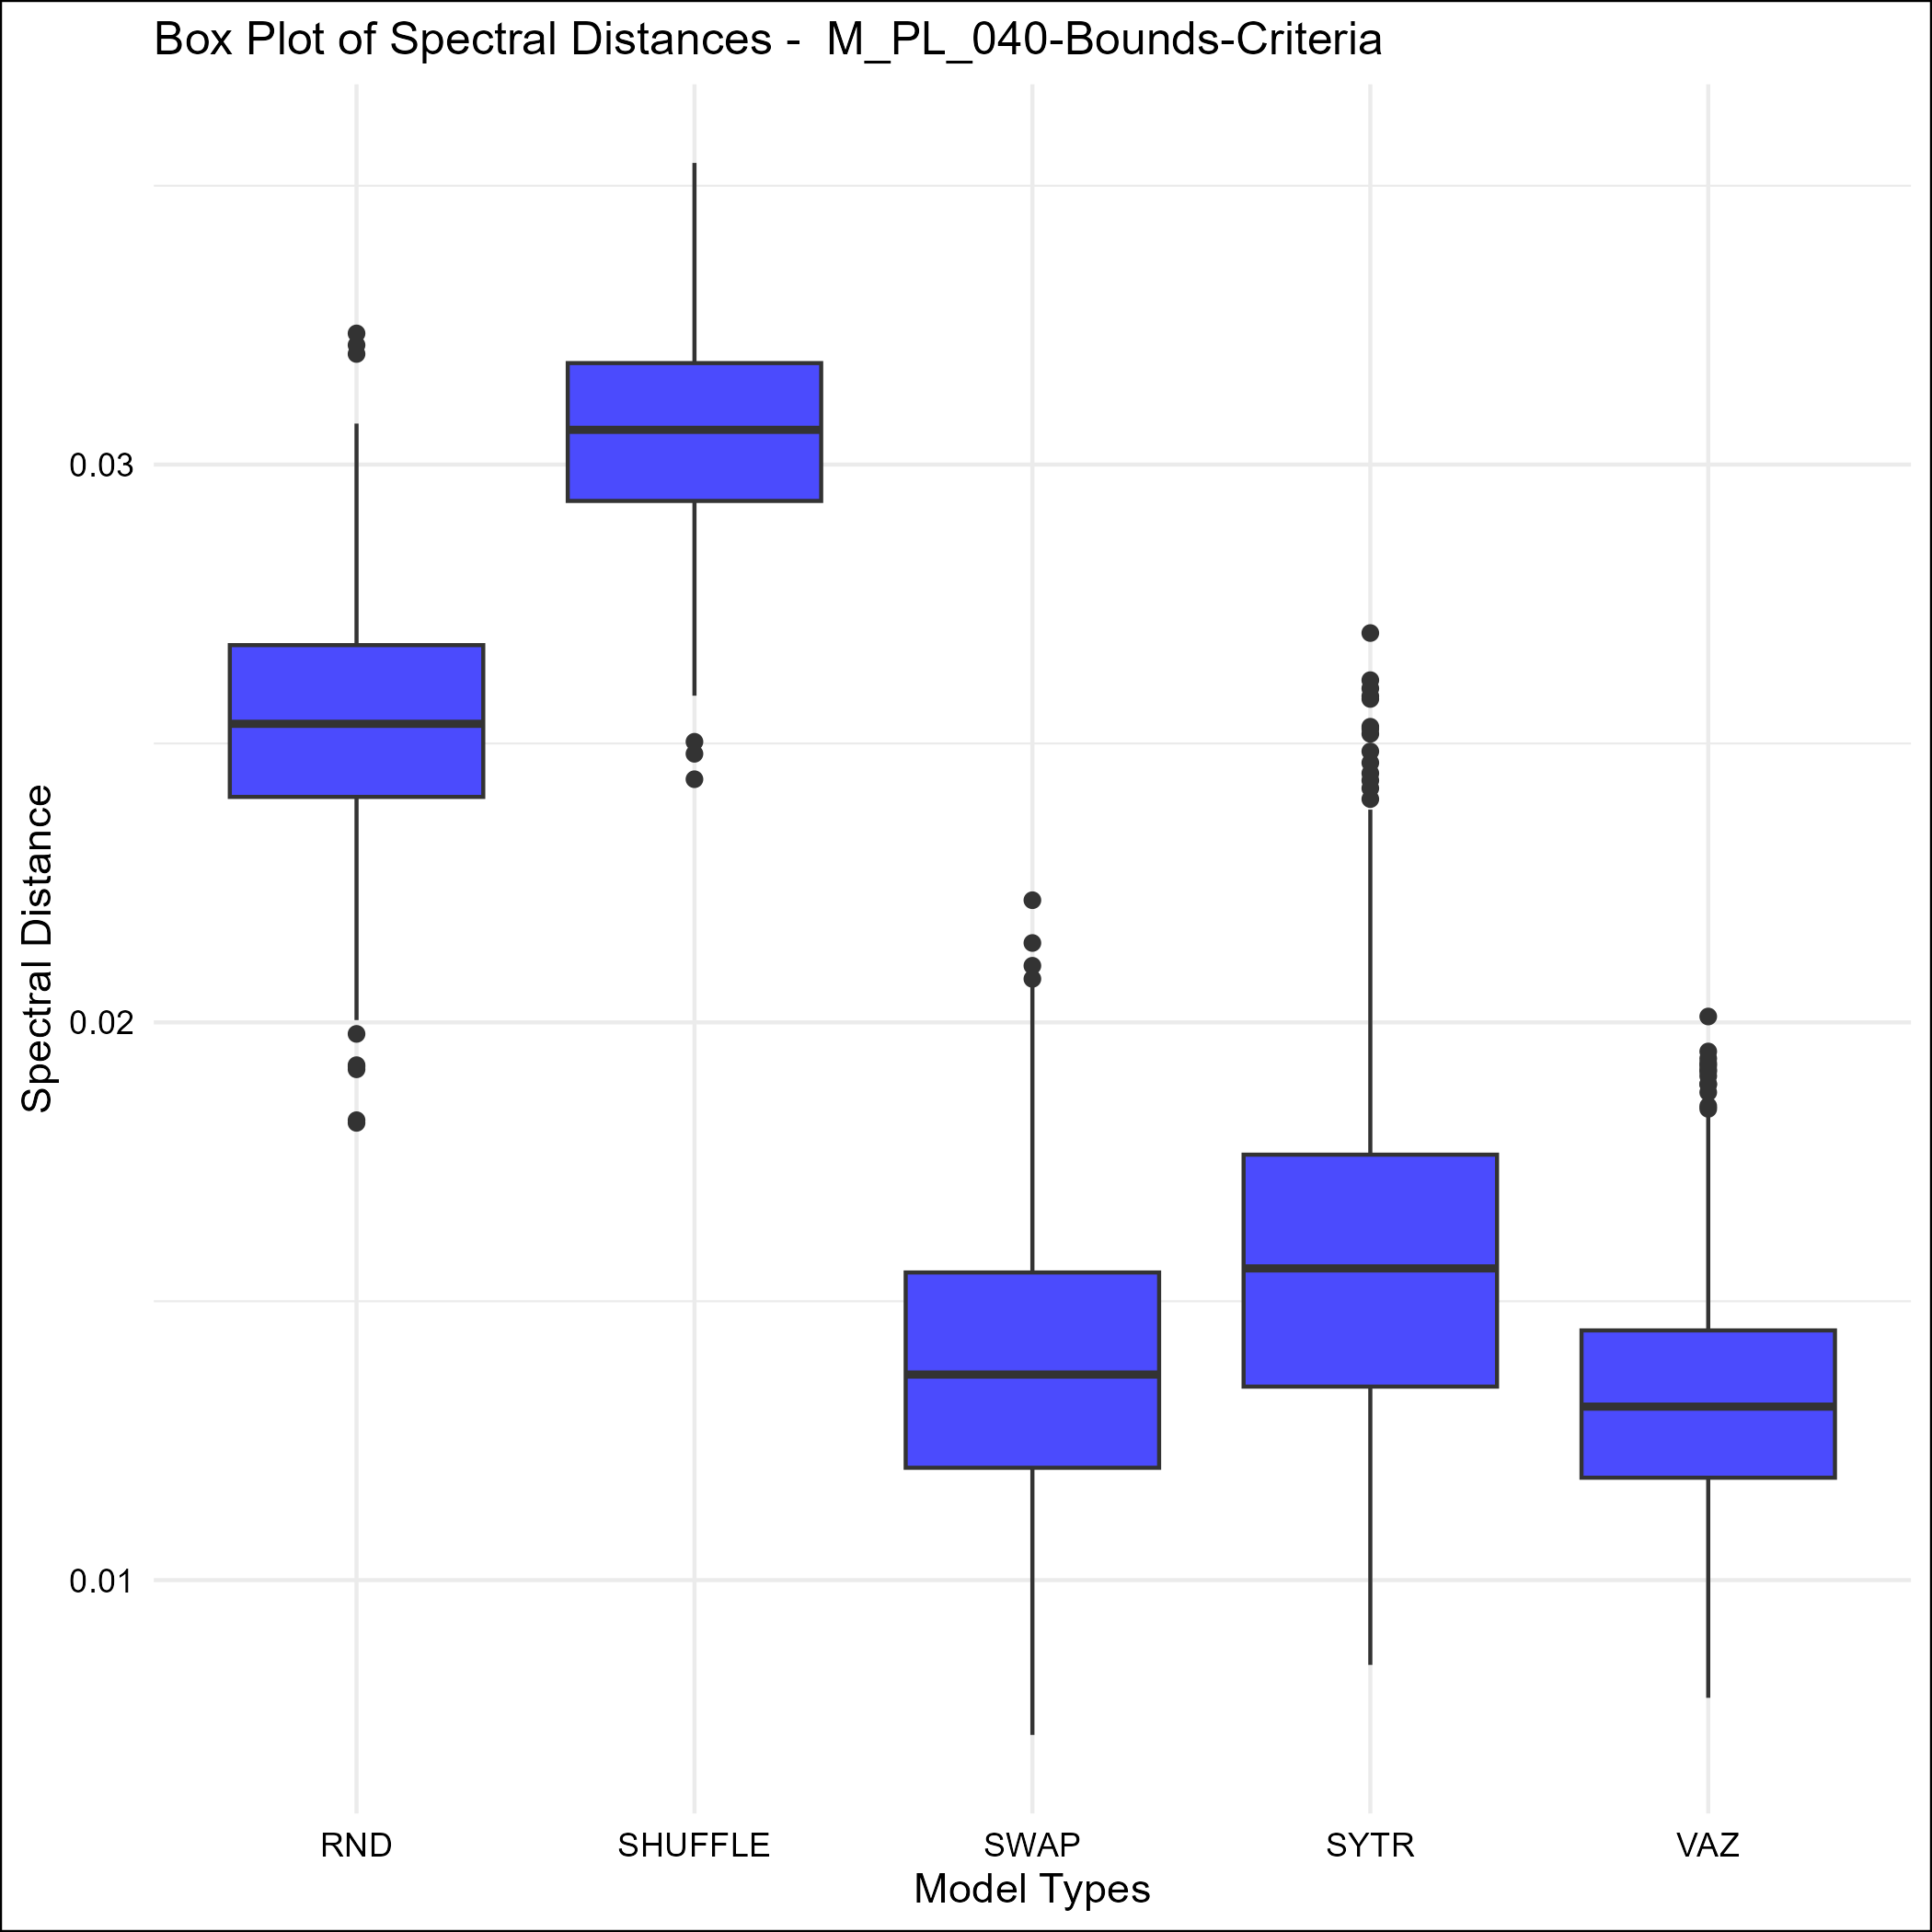 Box Plot of Spectral Distances -  M_PL_040-Bounds-Criteria
Spectral Distance
0.03
0.02
0.01
RND SHUFFLE SWAP SYTR VAZ
Model Types